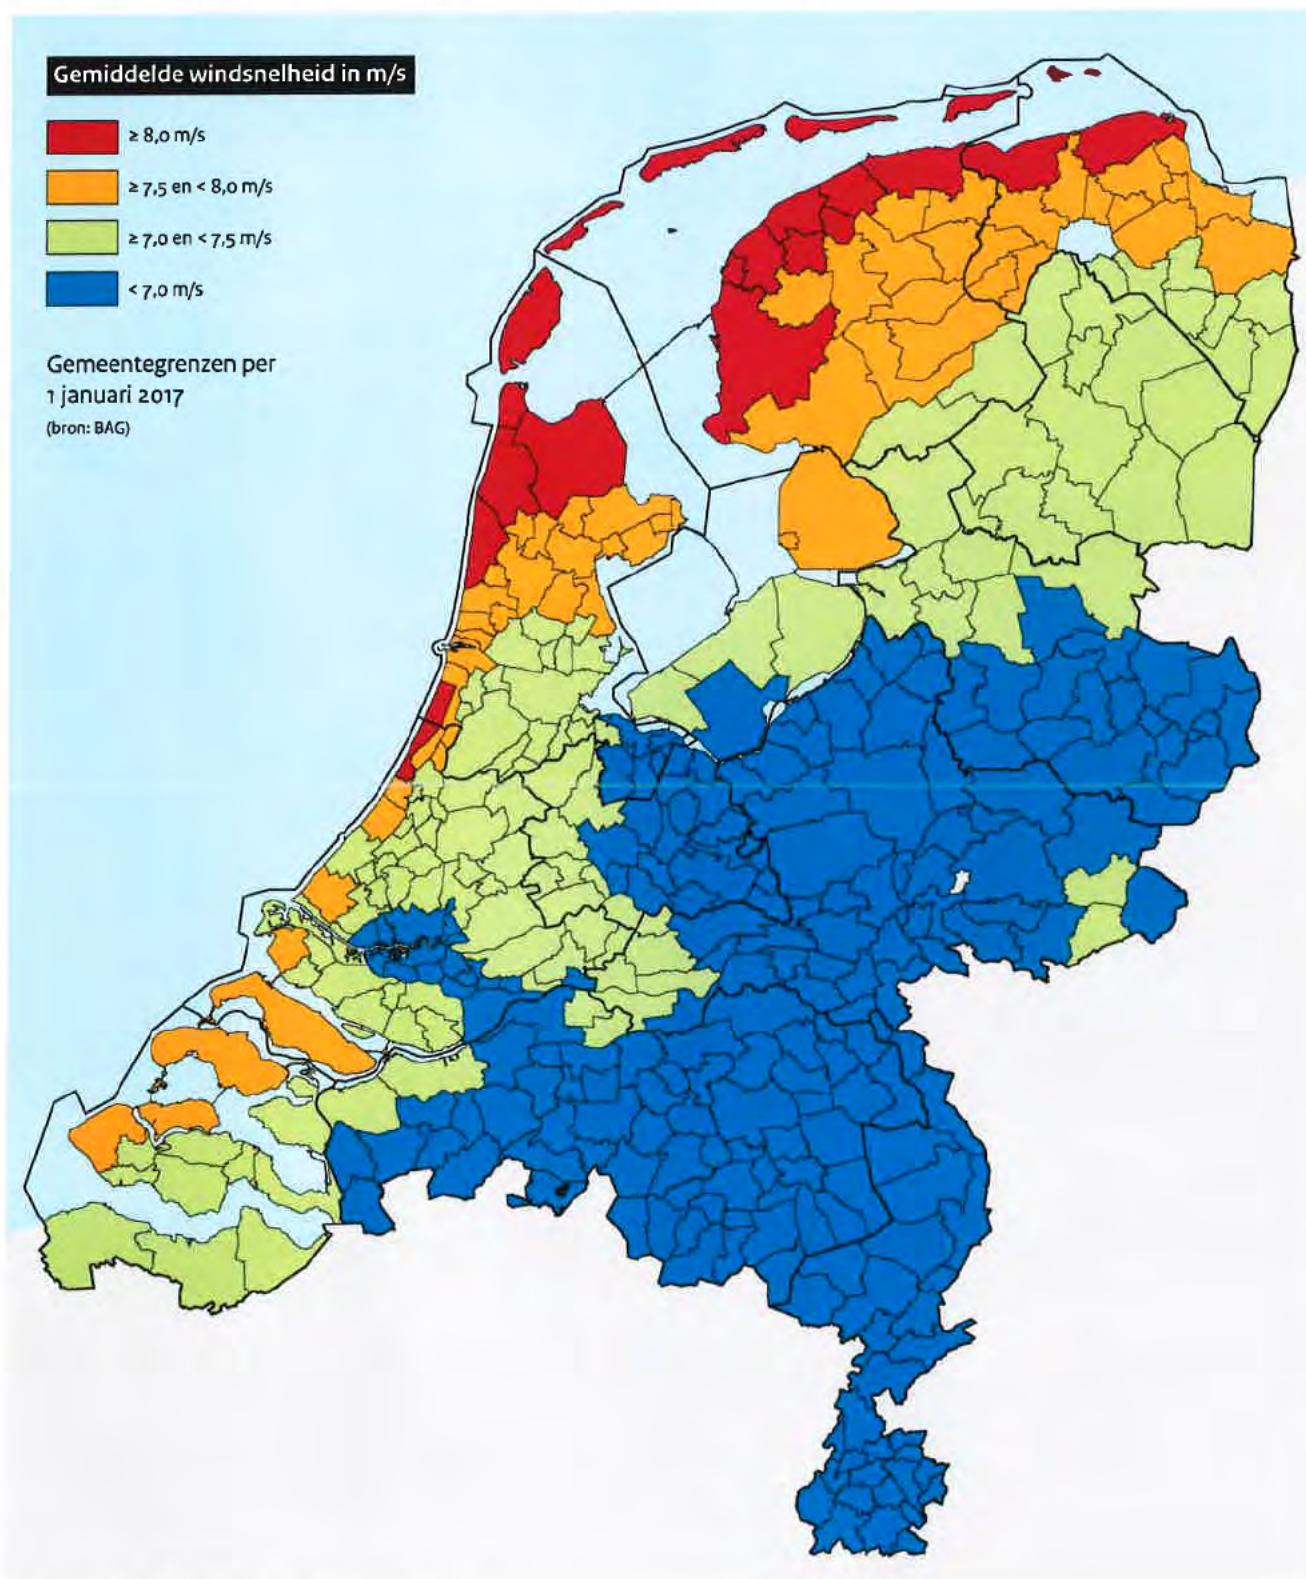 Gemiddelde windsnelheid in m/s
≥ 8,0 m/s
≥ 7,5 en < 8,0 m/s
≥ 7,0 en < 7,5 m/s
< 7,0 m/s
Gemeentegrenzen per
1 januari 2017
(bron: BAG)